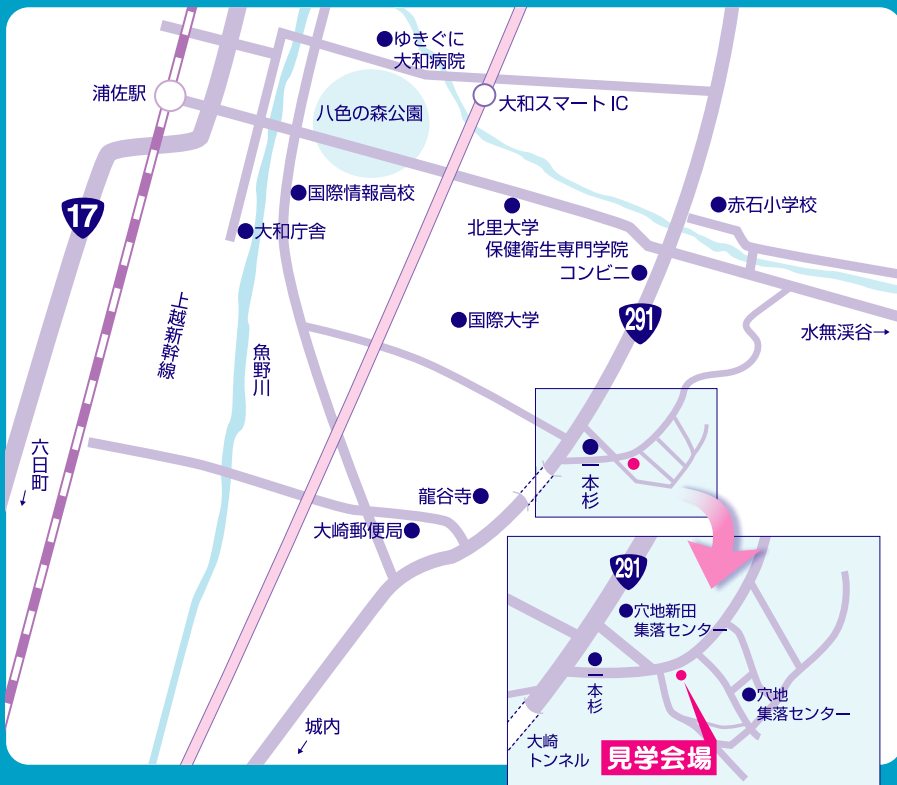 ゆきぐに
大和病院
浦佐駅
八色の森公園
大和スマートIC
17
国際情報高校
大和庁舎
北里大学
保健衛生専門学院
赤石小学校
コンビニ
国際大学
291
水無渓谷→
上越新幹線
魚野川
六日町
↓
一本杉
龍谷寺
大崎郵便局
城内
↙
291
穴地新田
集落センター
一本杉
穴地
集落センター
大崎
トンネル
見学会場